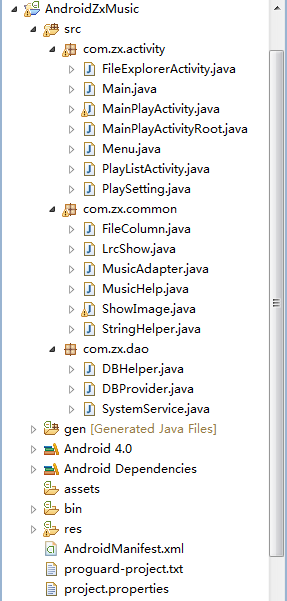 AndroidZxMusic
src
com.zx.activity
FileExplorerActivity.java
Main.java
MainPlayActivity.java
MainPlayActivityRoot.java
Menu.java
PlayListActivity.java
PlaySetting.java
com.zx.common
FileColumn.java
LrcShow.java
MusicAdapter.java
MusicHelp.java
ShowImage.java
StringHelper.java
com.zx.dao
DBHelper.java
DBProvider.java
SystemService.java
gen [Generated Java Files]
Android 4.0
Android Dependencies
assets
bin
res
AndroidManifest.xml
proguard-project.txt
project.properties